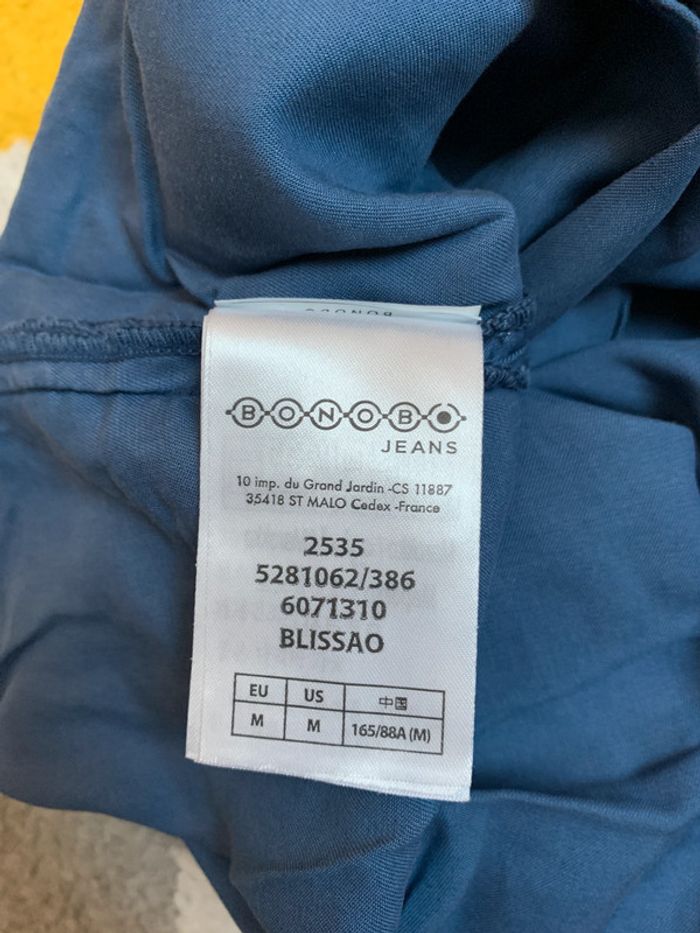 BONOBO
BONOBO
JEANS
10 imp. du Grand Jardin -CS 11887
35418 ST MALO Cedex -France
2535
5281062/386
6071310
BLISSAO
EU US 中国
M M 165/88A (M)